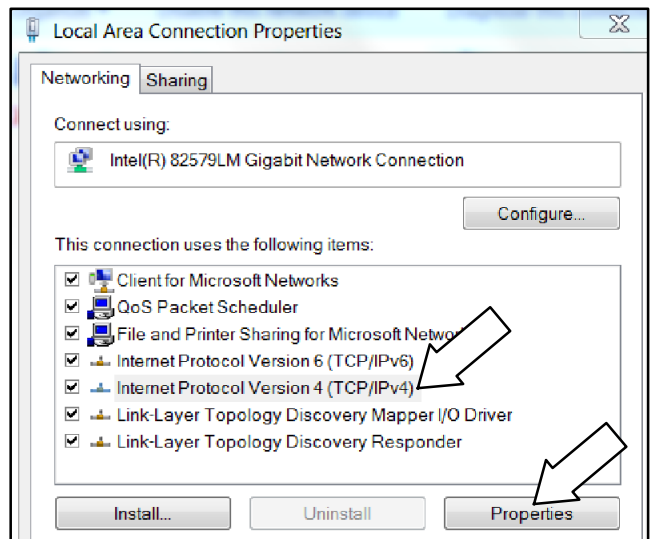 Local Area Connection Properties
Networking
Sharing
Connect using:
Intel(R) 82579LM Gigabit Network Connection
Configure...
This connection uses the following items:
Client for Microsoft Networks
QoS Packet Scheduler
File and Printer Sharing for Microsoft
Internet Protocol Version 6 (TCP/IPv6)
Internet Protocol Version 4 (TCP/IPv4)
Link-Layer Topology Discovery Mapper I/O Driver
Link-Layer Topology Discovery Responder
Install...
Uninstall
Properties